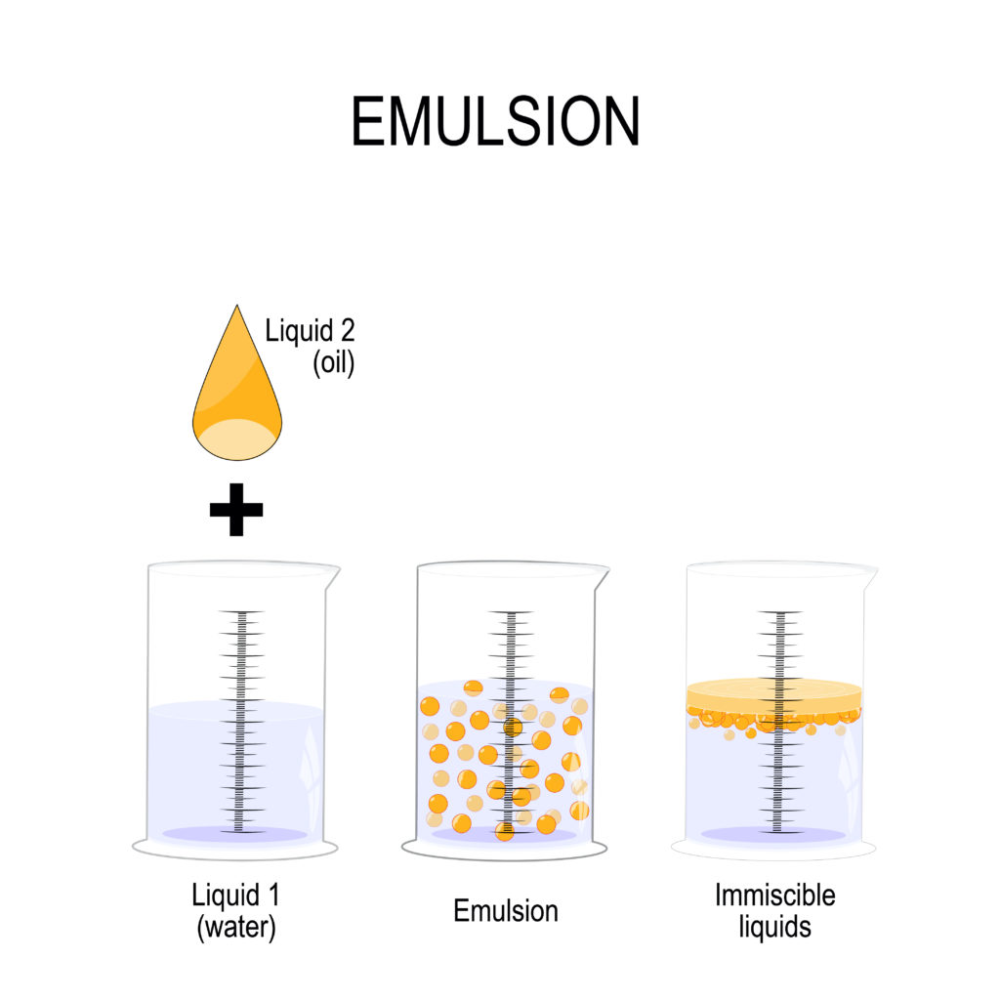 EMULSION
Liquid 2
(oil)
Liquid 1
(water)
Emulsion
Immiscible
liquids